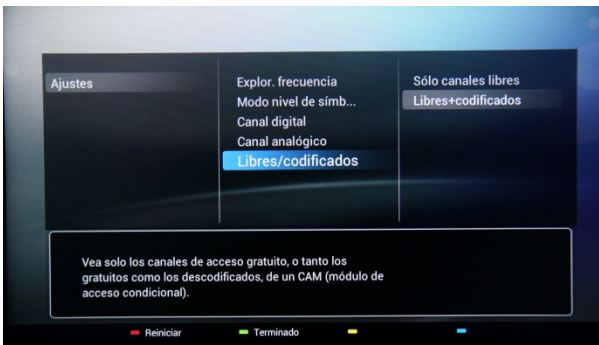 Ajustes
Explor. frecuencia
Modo nivel de símb...
Canal digital
Canal analógico
Libres/codificados
Sólo canales libres
Libres+codificados
Vea solo los canales de acceso gratuito, o tanto los
gratuitos como los descodificados, de un CAM (módulo de
acceso condicional).
Reiniciar
Terminado